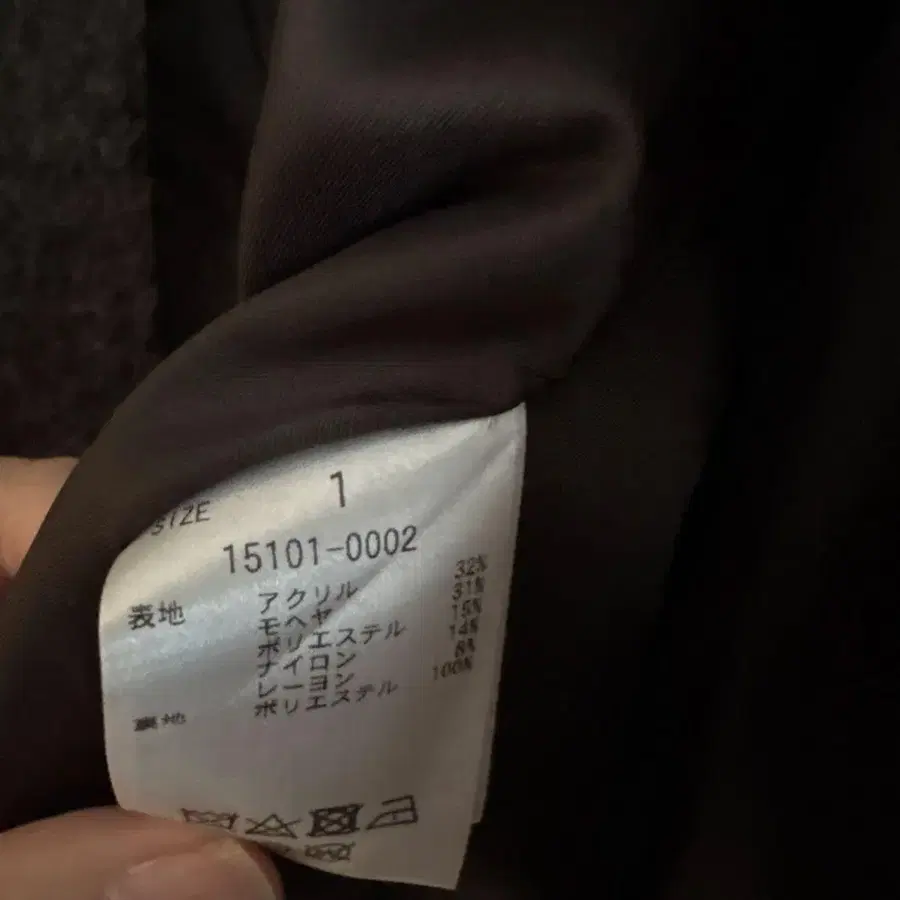 SIZE 1
15101-0002
表地 アクリル 32%
モヘヤ 31%
ポリエステル 15%
ナイロン 14%
レーヨン 8%
裏地 ポリエステル 100%